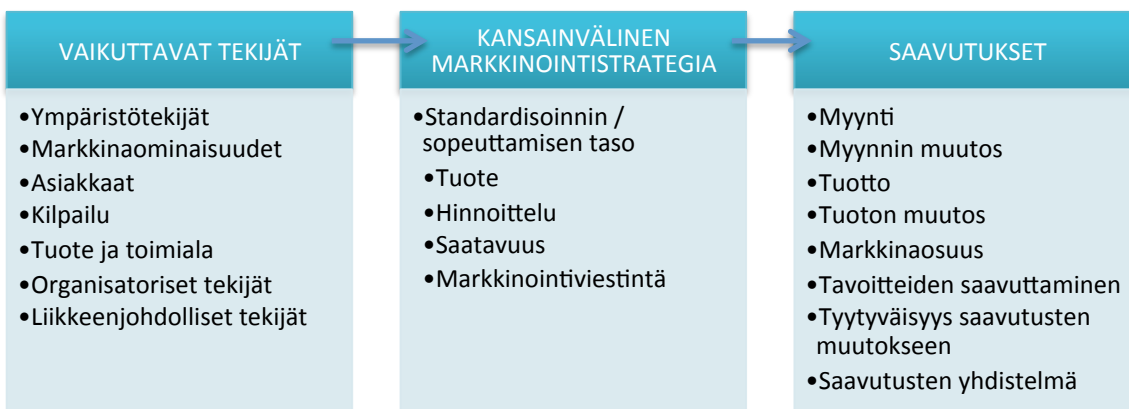 VAIKUTTAVAT TEKIJÄT
•Ympäristötekijät
•Markkinaominaisuudet
•Asiakkaat
•Kilpailu
•Tuote ja toimiala
•Organisatoriset tekijät
•Liikkeenjohdolliset tekijät
KANSAINVÄLINEN
MARKKINOINTISTRATEGIA
•Standardisoinnin /
sopeuttamisen taso
•Tuote
•Hinnoittelu
•Saatavuus
•Markkinointiviestintä
SAAVUTUKSET
•Myynti
•Myynnin muutos
•Tuotto
•Tuoton muutos
•Markkinaosuus
•Tavoitteiden saavuttaminen
•Tyytyväisyys saavutusten
muutokseen
•Saavutusten yhdistelmä